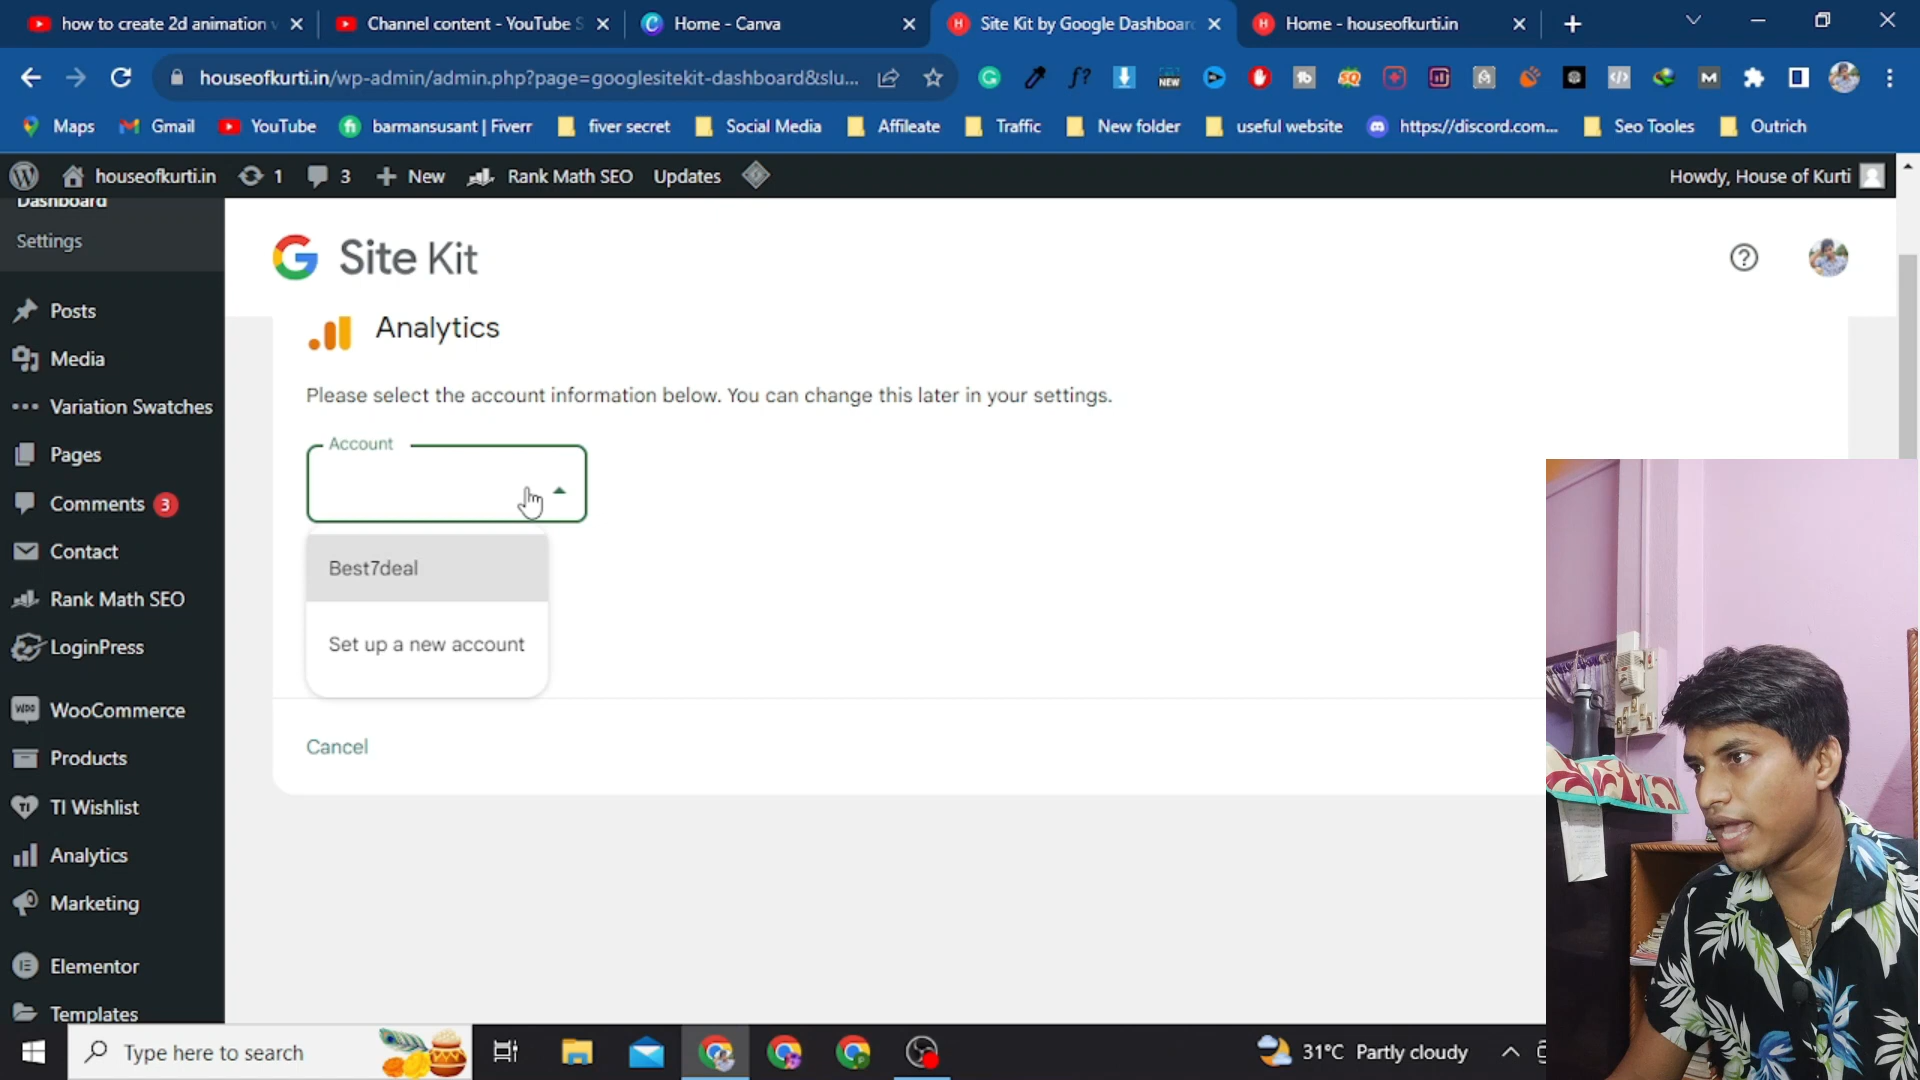 how to create 2d animation
Channel content - YouTube S
Home - Canva
Site Kit by Google Dashboar
Home - houseofkurti.in
houseofkurti.in/wp-admin/admin.php?page=googlesitekit-dashboard&slu...
f?
NEW
SQ
M
Maps
Gmail
YouTube
barmansusant | Fiverr
fiver secret
Social Media
Affileate
Traffic
New folder
useful website
https://discord.com...
Seo Tooles
Outrich
houseofkurti.in
1
3
New
Rank Math SEO
Updates
Howdy, House of Kurti
Dashboard
Settings
Posts
Media
Variation Swatches
Pages
Comments 3
Contact
Rank Math SEO
LoginPress
WooCommerce
Products
TI Wishlist
Analytics
Marketing
Elementor
Templates
Site Kit
Analytics
Please select the account information below. You can change this later in your settings.
Account
Best7deal
Set up a new account
Cancel
Type here to search
31°C Partly cloudy